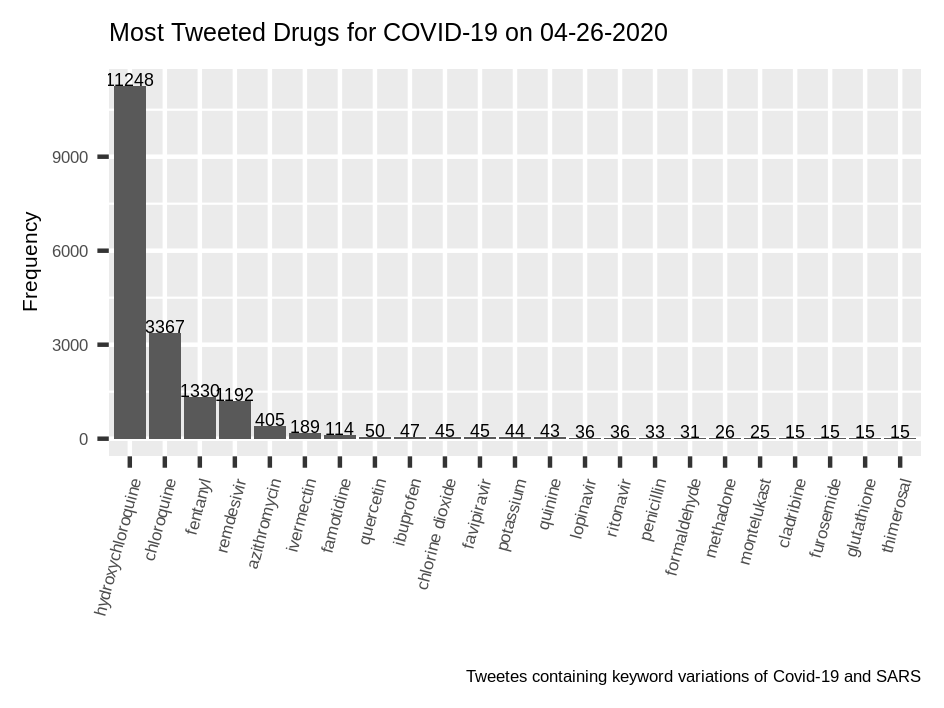 Most Tweeted Drugs for COVID-19 on 04-26-2020
Frequency
9000
6000
3000
0
11248
3367
1330
1192
405
189
114
50
47
45
45
44
43
36
36
33
31
26
25
15
15
15
15
hydroxychloroquine
chloroquine
fentanyl
remdesivir
azithromycin
ivermectin
famotidine
quercetin
ibuprofen
chlorine dioxide
favipiravir
potassium
quinine
lopinavir
ritonavir
penicillin
formaldehyde
methadone
montelukast
cladribine
furosemide
glutathione
thimerosal
Tweetes containing keyword variations of Covid-19 and SARS